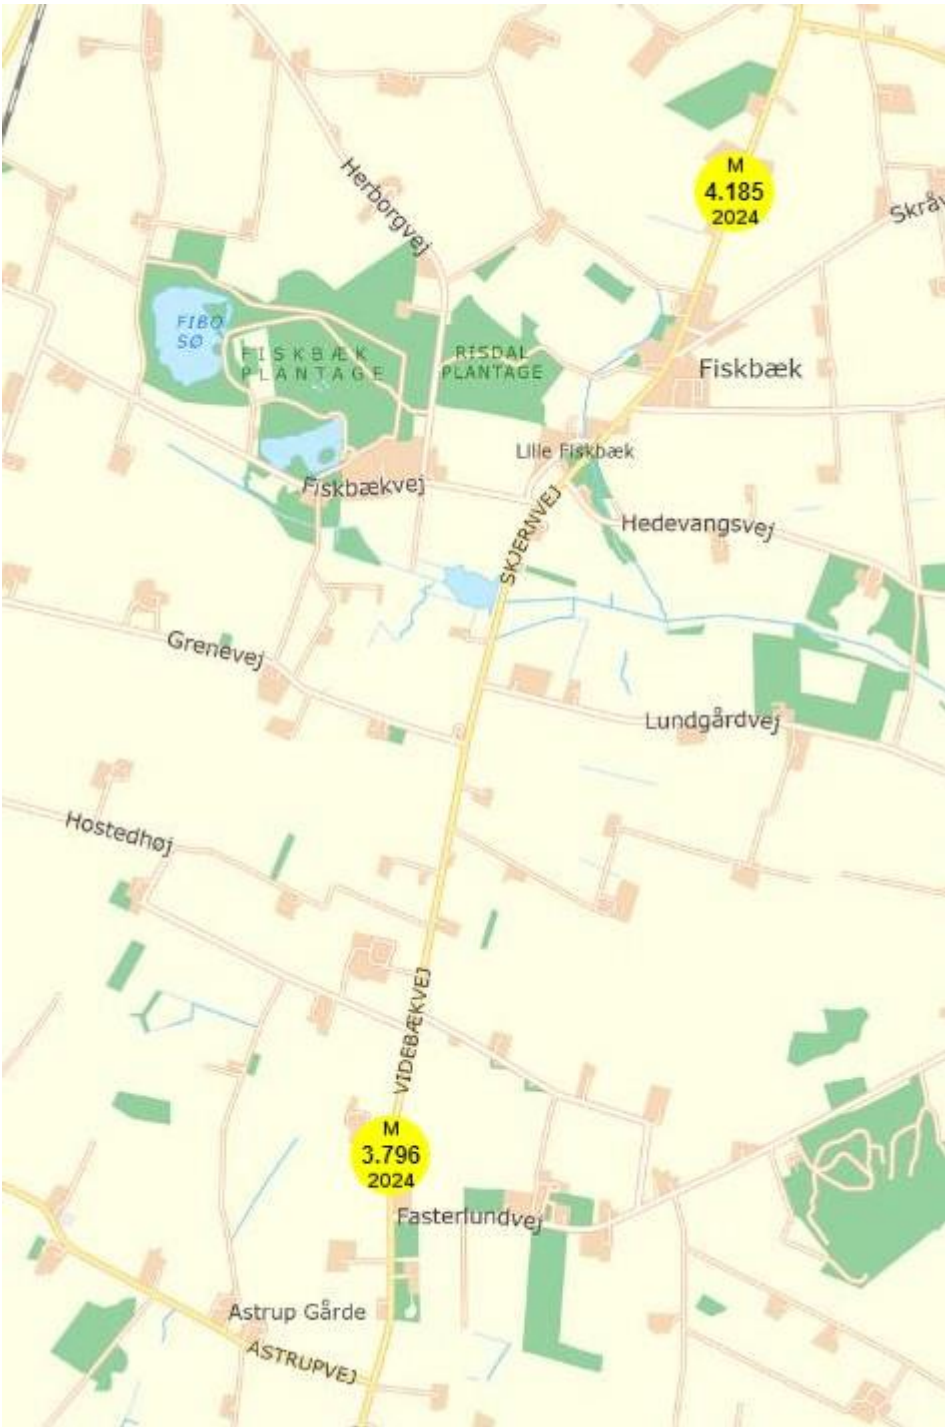 M
4.185
2024
Herborgvej
FIBO
SØ
FISKBÆK
PLANTAGE
RISDAL
PLANTAGE
Fiskbæk
Lille Fiskbæk
Fiskbækvej
SKJERNVEJ
Hedevangsvej
Grenevej
Lundgårdvej
Hostedhøj
VIDEBÆKVEJ
M
3.796
2024
Fasterlundvej
Astrup Gårde
ASTRUPVEJ